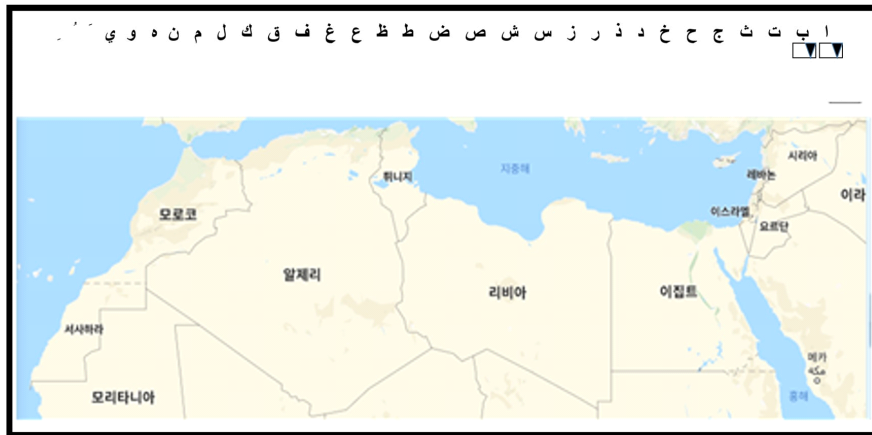 ا ب ت ث ج ح خ د ذ ر ز س ش ص ض ط ظ ع غ ف ق ك ل م ن ه و ي َ ُ ِ
지중해
시리아
튀니지
레바논
이라
모로코
이스라엘
요르단
알제리
리비아
이집트
서사하라
메카
مكة
모리타니아
홍해